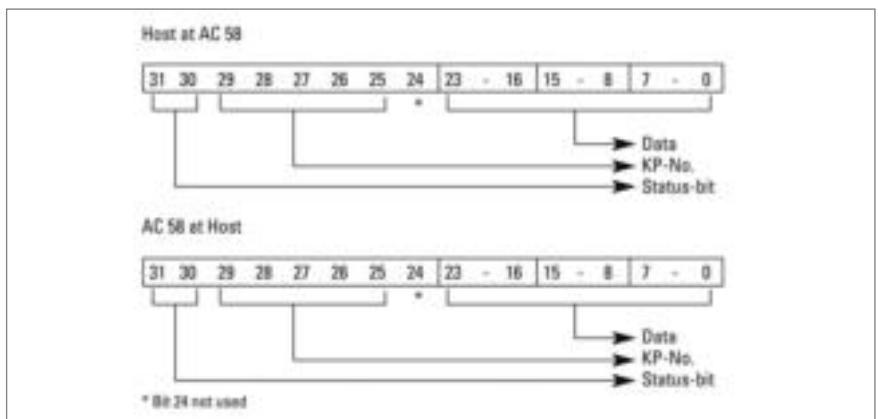 Host at AC 58
31 30 29 28 27 26 25 24 23 - 16 15 - 8 7 - 0
*
Data
KP-No.
Status-bit
AC 58 at Host
31 30 29 28 27 26 25 24 23 - 16 15 - 8 7 - 0
*
Data
KP-No.
Status-bit
* Bit 24 not used